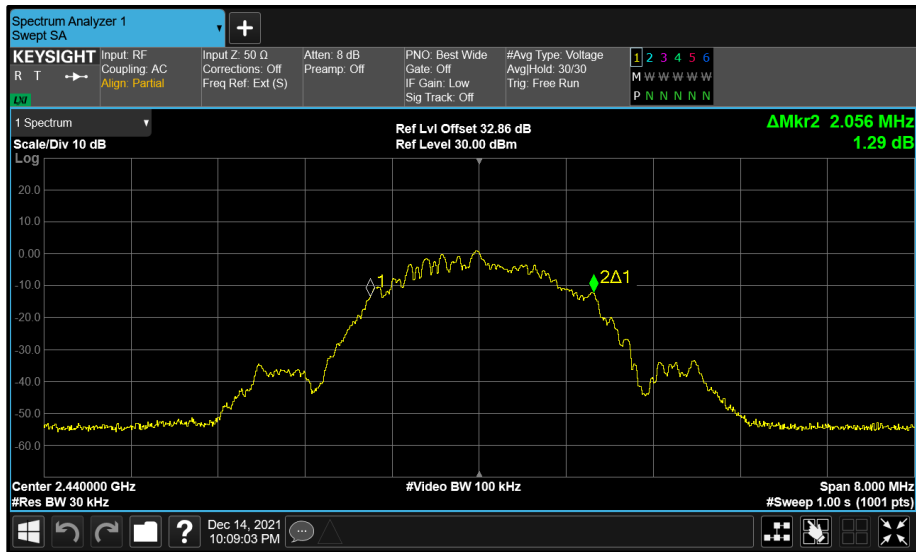 Spectrum Analyzer 1
Swept SA
+
KEYSIGHT
R T
LXI
Input: RF
Coupling: AC
Align: Partial
Input Z: 50 Ω
Corrections: Off
Freq Ref: Ext (S)
Atten: 8 dB
Preamp: Off
PNO: Best Wide
Gate: Off
IF Gain: Low
Sig Track: Off
#Avg Type: Voltage
Avg|Hold: 30/30
Trig: Free Run
1 2 3 4 5 6
M W W W W W
P N N N N N
1 Spectrum
Scale/Div 10 dB
Log
Ref Lvl Offset 32.86 dB
Ref Level 30.00 dBm
ΔMkr2 2.056 MHz
1.29 dB
20.0
10.0
0.00
-10.0
-20.0
-30.0
-40.0
-50.0
-60.0
1
2Δ1
Center 2.440000 GHz
#Res BW 30 kHz
#Video BW 100 kHz
Span 8.000 MHz
#Sweep 1.00 s (1001 pts)
?
Dec 14, 2021
10:09:03 PM